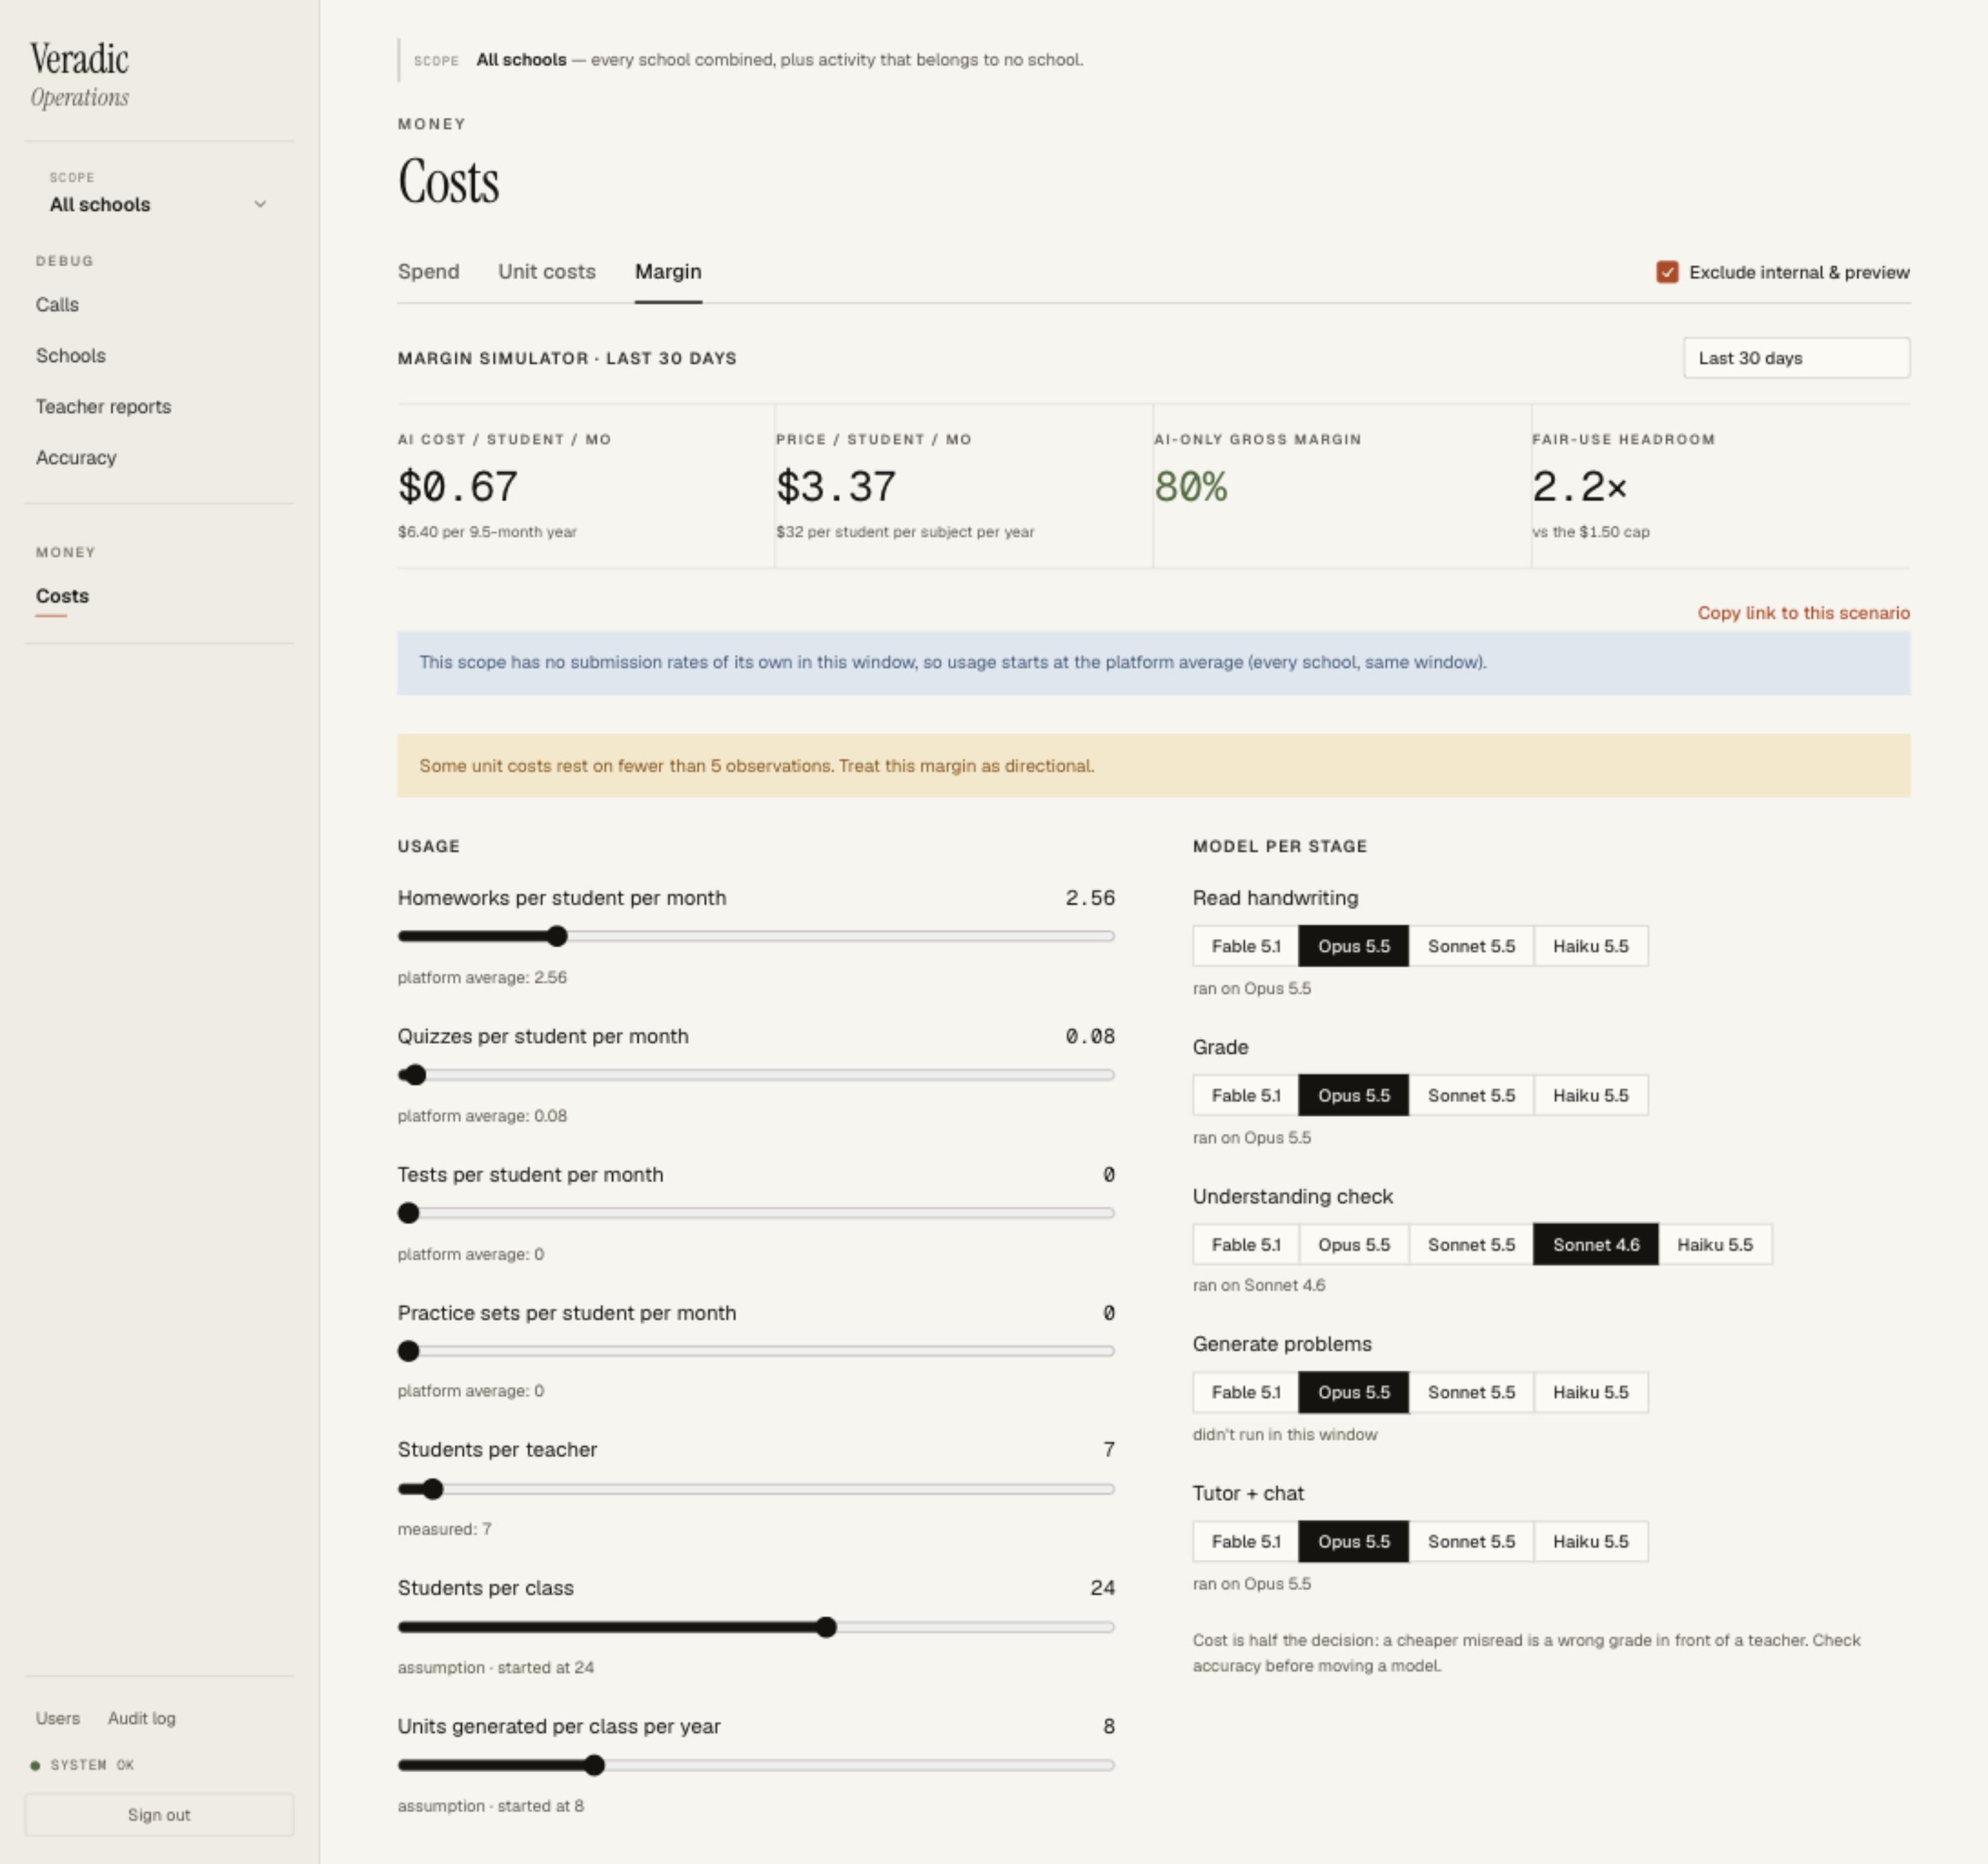 Veradic
Operations
SCOPE
All schools
DEBUG
Calls
Schools
Teacher reports
Accuracy
MONEY
Costs
Users Audit log
SYSTEM OK
Sign out
SCOPE All schools — every school combined, plus activity that belongs to no school.
MONEY
Costs
Spend Unit costs Margin Exclude internal & preview
MARGIN SIMULATOR · LAST 30 DAYS Last 30 days
AI COST / STUDENT / MO
$0.67
$6.40 per 9.5-month year
PRICE / STUDENT / MO
$3.37
$32 per student per subject per year
AI-ONLY GROSS MARGIN
80%
FAIR-USE HEADROOM
2.2×
vs the $1.50 cap
Copy link to this scenario
This scope has no submission rates of its own in this window, so usage starts at the platform average (every school, same window).
Some unit costs rest on fewer than 5 observations. Treat this margin as directional.
USAGE
Homeworks per student per month 2.56
platform average: 2.56
Quizzes per student per month 0.08
platform average: 0.08
Tests per student per month 0
platform average: 0
Practice sets per student per month 0
platform average: 0
Students per teacher 7
measured: 7
Students per class 24
assumption · started at 24
Units generated per class per year 8
assumption · started at 8
MODEL PER STAGE
Read handwriting
Fable 5.1 Opus 5.5 Sonnet 5.5 Haiku 5.5
ran on Opus 5.5
Grade
Fable 5.1 Opus 5.5 Sonnet 5.5 Haiku 5.5
ran on Opus 5.5
Understanding check
Fable 5.1 Opus 5.5 Sonnet 5.5 Sonnet 4.6 Haiku 5.5
ran on Sonnet 4.6
Generate problems
Fable 5.1 Opus 5.5 Sonnet 5.5 Haiku 5.5
didn't run in this window
Tutor + chat
Fable 5.1 Opus 5.5 Sonnet 5.5 Haiku 5.5
ran on Opus 5.5
Cost is half the decision: a cheaper misread is a wrong grade in front of a teacher. Check
accuracy before moving a model.